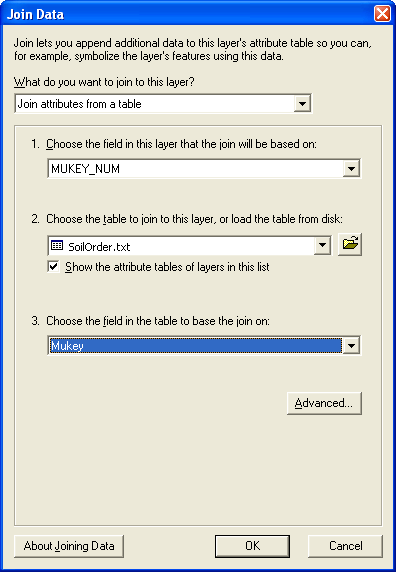 Join Data
Join lets you append additional data to this layer's attribute table so you can,
for example, symbolize the layer's features using this data.
What do you want to join to this layer?
Join attributes from a table
1. Choose the field in this layer that the join will be based on:
MUKEY_NUM
2. Choose the table to join to this layer, or load the table from disk:
SoilOrder.txt
Show the attribute tables of layers in this list
3. Choose the field in the table to base the join on:
Mukey
Advanced...
About Joining Data
OK
Cancel